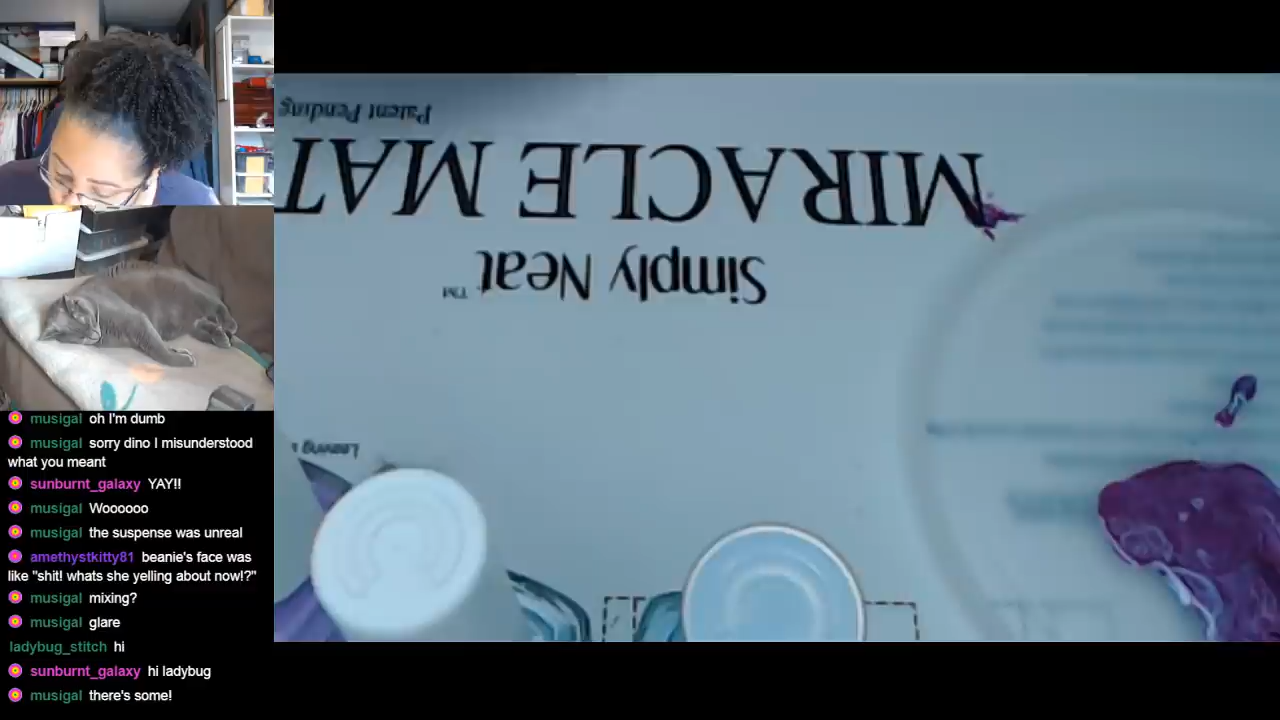 Patent Pending
MIRACLE MAT
Simply Neat™
Leaving
musigal oh I'm dumb
musigal sorry dino I misunderstood
what you meant
sunburnt_galaxy YAY!!
musigal Woooooo
musigal the suspense was unreal
amethystkitty81 beanie's face was
like "shit! whats she yelling about now!?"
musigal mixing?
musigal glare
ladybug_stitch hi
sunburnt_galaxy hi ladybug
musigal there's some!